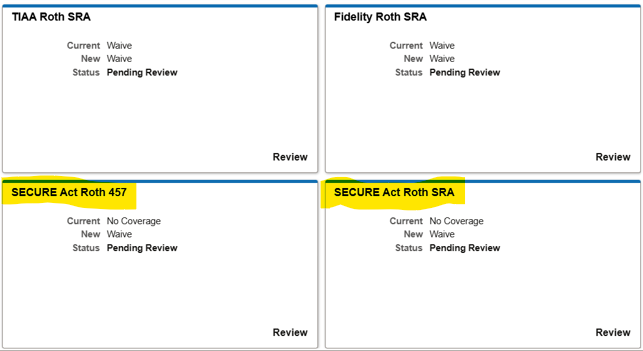 TIAA Roth SRA
Current Waive
New Waive
Status Pending Review
Review
Fidelity Roth SRA
Current Waive
New Waive
Status Pending Review
Review
SECURE Act Roth 457
Current No Coverage
New Waive
Status Pending Review
Review
SECURE Act Roth SRA
Current No Coverage
New Waive
Status Pending Review
Review